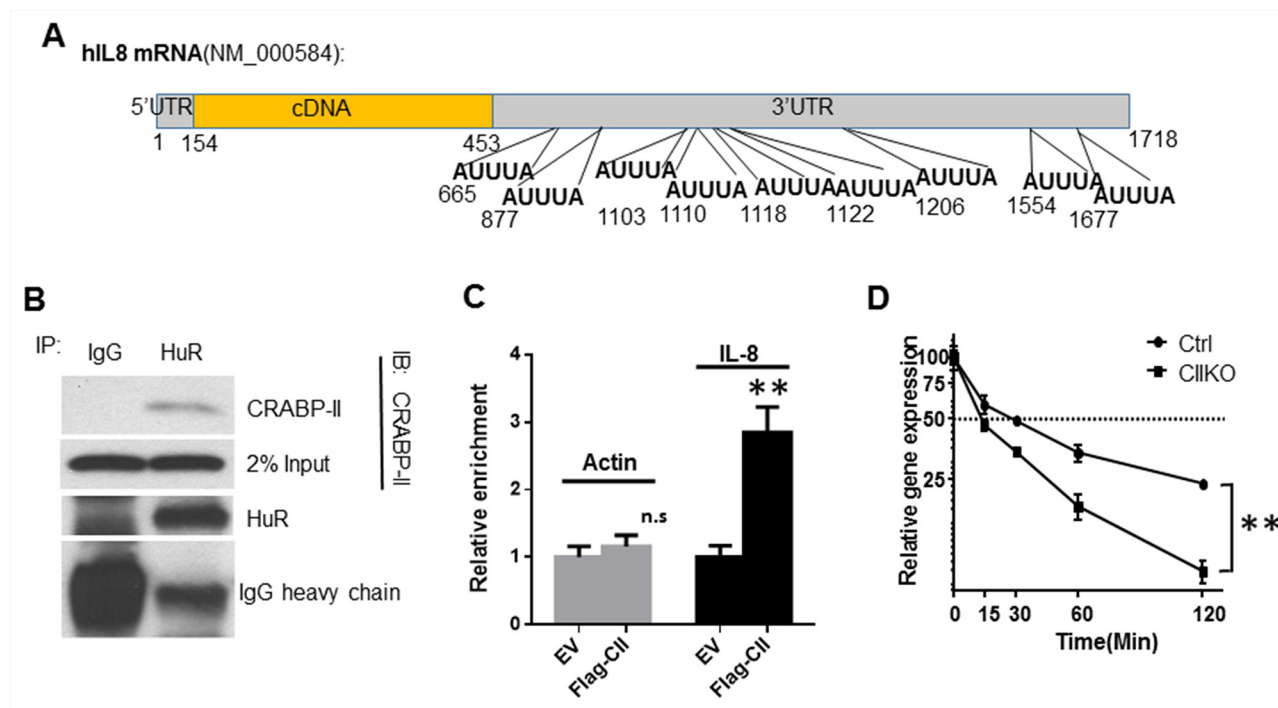 A
hIL8 mRNA(NM_000584):
5'UTR cDNA 3'UTR
1 154 453 1718
AUUUA AUUUA AUUUA AUUUA AUUUA AUUUA AUUUA AUUUA AUUUA
665 877 1103 1110 1118 1122 1206 1554 1677
B
IP: IgG HuR
CRABP-II
2% Input
HuR
IgG heavy chain
IB: CRABP-II
C
Relative enrichment
4
3
2
1
0
Actin
n.s
IL-8
**
EV Flag-CII EV Flag-CII
D
Relative gene expression
100
75
50
25
Ctrl
CIIKO
**
0 15 30 60 120
Time(Min)